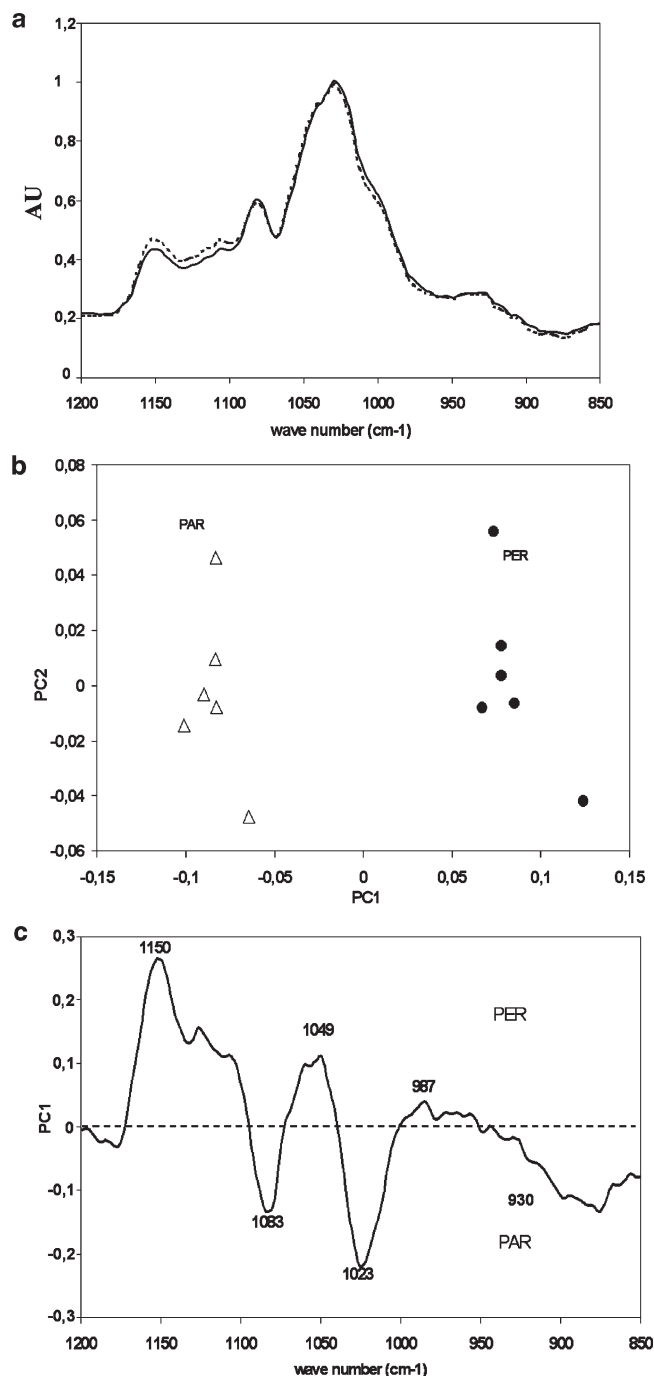 a
1,2
1
0,8
0,6
0,4
0,2
0
AU
1200 1150 1100 1050 1000 950 900 850
wave number (cm-1)
b
0,08
0,06
0,04
0,02
0
-0,02
-0,04
-0,06
PC2
PAR
PER
-0,15 -0,1 -0,05 0 0,05 0,1 0,15
PC1
c
0,3
0,2
0,1
0
-0,1
-0,2
-0,3
PC1
1150
1049
987
PER
1083
1023
930
PAR
1200 1150 1100 1050 1000 950 900 850
wave number (cm-1)